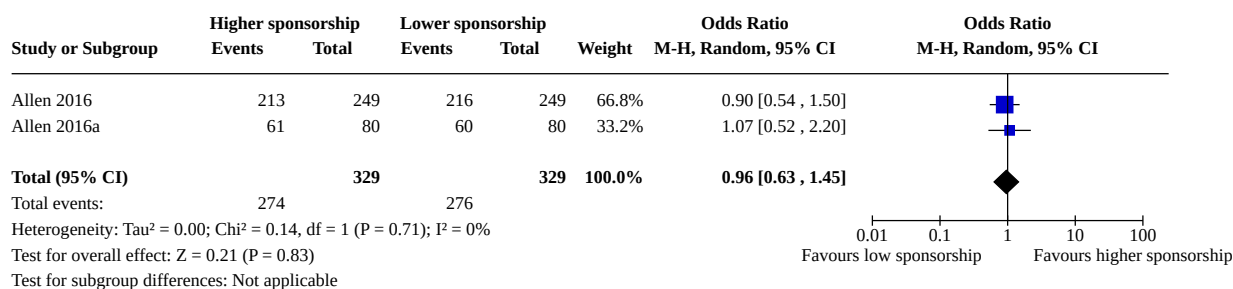 Higher sponsorship Lower sponsorship Odds Ratio Odds Ratio
Study or Subgroup Events Total Events Total Weight M-H, Random, 95% CI M-H, Random, 95% CI
Allen 2016 213 249 216 249 66.8% 0.90 [0.54 , 1.50]
Allen 2016a 61 80 60 80 33.2% 1.07 [0.52 , 2.20]
Total (95% CI) 329 329 100.0% 0.96 [0.63 , 1.45]
Total events: 274 276
Heterogeneity: Tau² = 0.00; Chi² = 0.14, df = 1 (P = 0.71); I² = 0%
0.01 0.1 1 10 100
Test for overall effect: Z = 0.21 (P = 0.83) Favours low sponsorship Favours higher sponsorship
Test for subgroup differences: Not applicable